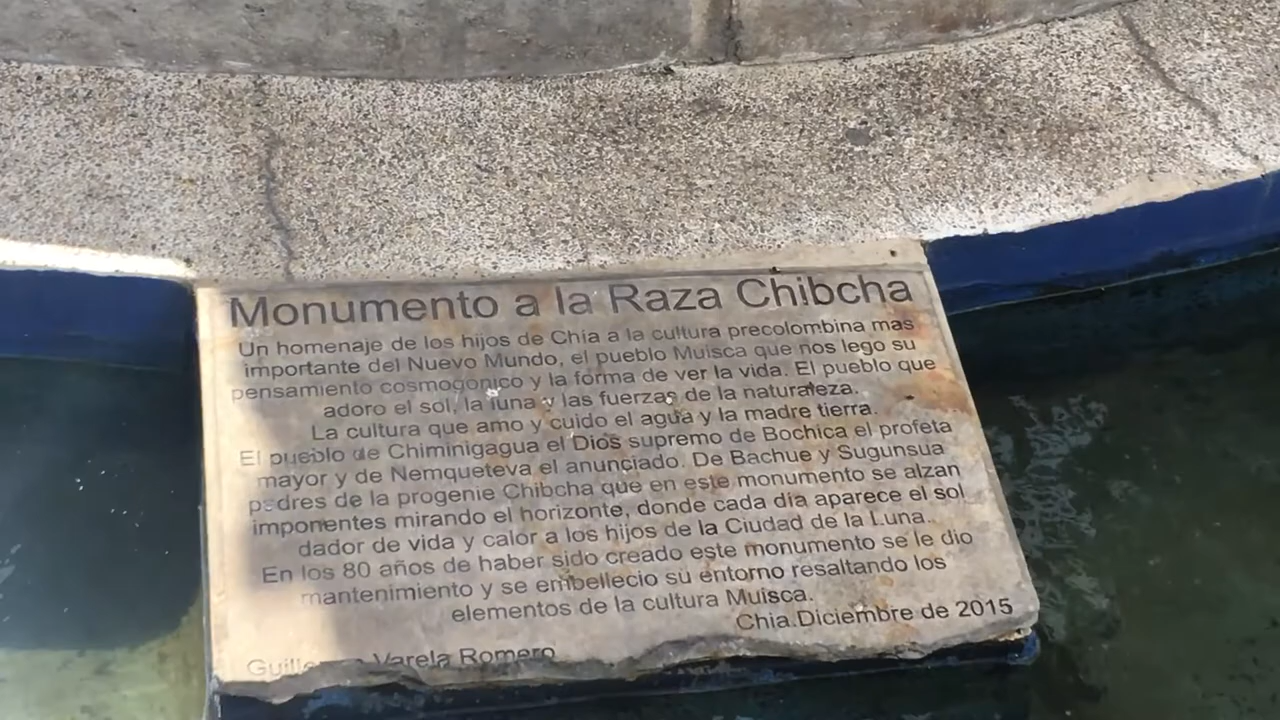 Monumento a la Raza Chibcha
Un homenaje de los hijos de Chia a la cultura precolombina mas
importante del Nuevo Mundo, el pueblo Muisca que nos lego su
pensamiento cosmogónico y la forma de ver la vida. El pueblo que
adoro el sol, la luna y las fuerzas de la naturaleza.
La cultura que amo y cuido el agua y la madre tierra.
El pueblo de Chiminigagua el Dios supremo de Bochica el profeta
mayor y de Nemqueteva el anunciado. De Bachue y Sugunsua
padres de la progenie Chibcha que en este monumento se alzan
imponentes mirando el horizonte, donde cada día aparece el sol
dador de vida y calor a los hijos de la Ciudad de la Luna.
En los 80 años de haber sido creado este monumento se le dio
mantenimiento y se embellecio su entorno resaltando los
elementos de la cultura Muisca.
Chia.Diciembre de 2015
Varela Romero